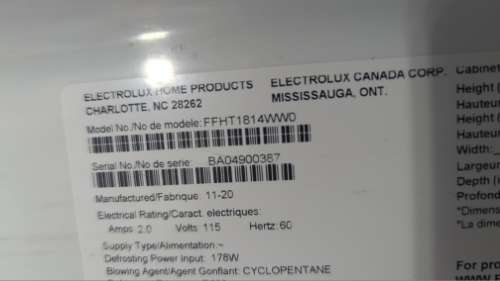 ELECTROLUX HOME PRODUCTS
CHARLOTTE, NC 28262
ELECTROLUX CANADA CORP.
MISSISSAUGA, ONT.
Model No./No de modele: FFHT1814WW0
Serial No./No de serie: BA04900387
Manufactured/Fabrique: 11-20
Electrical Rating/Caract. electriques:
Amps 2.0 Volts 115 Hertz: 60
Supply Type/Alimentation: ~
Defrosting Power Input: 178W
Blowing Agent/Agent Gonflant: CYCLOPENTANE
Cabinet
Height (
Hauteur
Height (
Hauteur
Height (
Hauteur
Width:_
Largeur
Depth (
Profond
*Dimens
*La dime
For pro